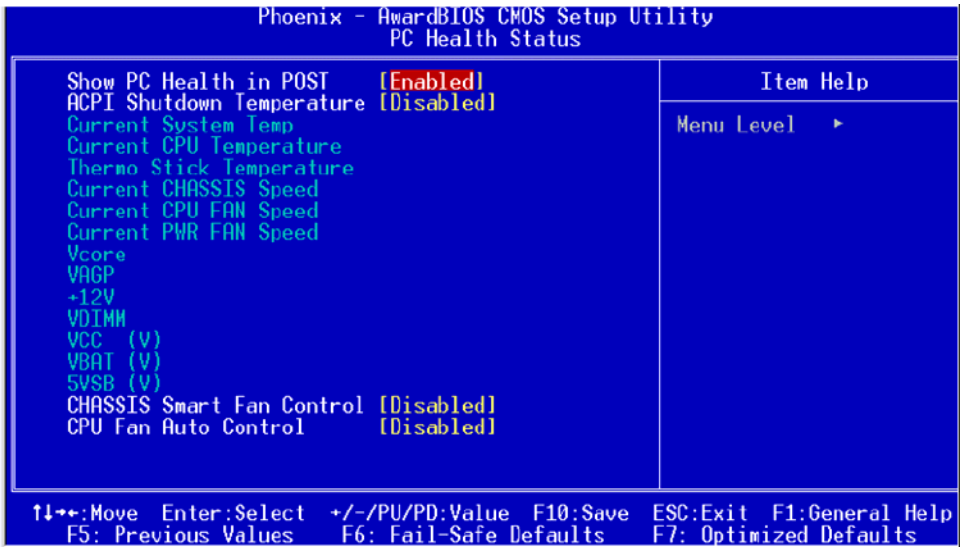 Phoenix - AwardBIOS CMOS Setup Utility
PC Health Status
Show PC Health in POST [Enabled]
ACPI Shutdown Temperature [Disabled]
Current System Temp
Current CPU Temperature
Thermo Stick Temperature
Current CHASSIS Speed
Current CPU FAN Speed
Current PWR FAN Speed
Vcore
VAGP
+12V
VDIMM
VCC (V)
VBAT (V)
5VSB (V)
CHASSIS Smart Fan Control [Disabled]
CPU Fan Auto Control [Disabled]
Item Help
Menu Level ▸
↑↓→←:Move Enter:Select +/-/PU/PD:Value F10:Save ESC:Exit F1:General Help
F5: Previous Values F6: Fail-Safe Defaults F7: Optimized Defaults